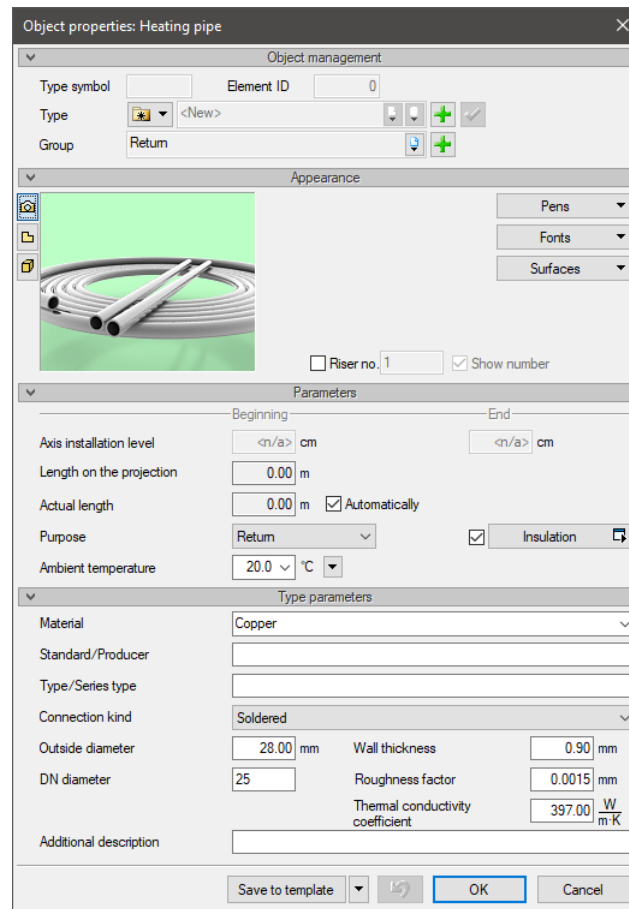 Object properties: Heating pipe
Object management
Type symbol Element ID 0
Type <New>
Group Return
Appearance
Pens
Fonts
Surfaces
Riser no. 1 Show number
Parameters
Beginning End
Axis installation level <n/a> cm <n/a> cm
Length on the projection 0.00 m
Actual length 0.00 m Automatically
Purpose Return Insulation
Ambient temperature 20.0 °C
Type parameters
Material Copper
Standard/Producer
Type/Series type
Connection kind Soldered
Outside diameter 28.00 mm Wall thickness 0.90 mm
DN diameter 25 Roughness factor 0.0015 mm
Thermal conductivity coefficient 397.00 W/m·K
Additional description
Save to template OK Cancel